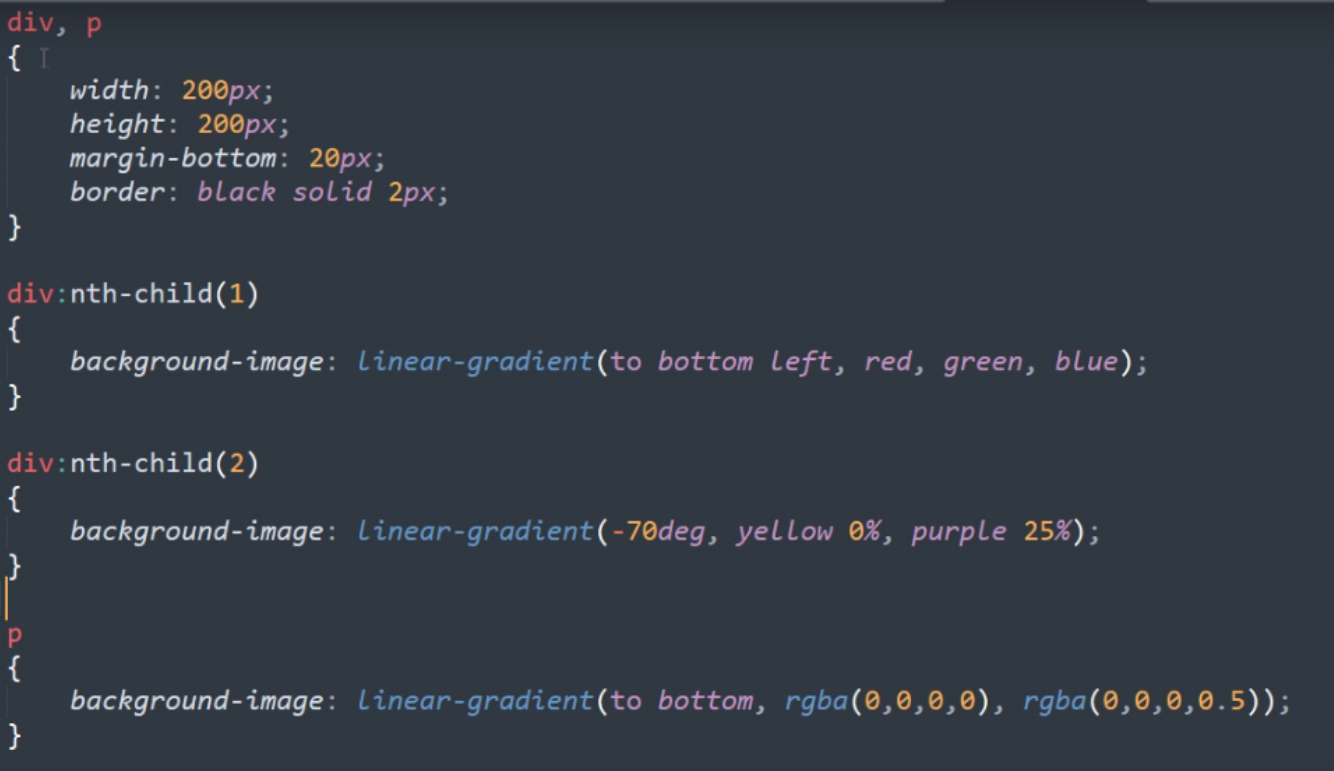 div, p
{
    width: 200px;
    height: 200px;
    margin-bottom: 20px;
    border: black solid 2px;
}
div:nth-child(1)
{
    background-image: linear-gradient(to bottom left, red, green, blue);
}
div:nth-child(2)
{
    background-image: linear-gradient(-70deg, yellow 0%, purple 25%);
}
p
{
    background-image: linear-gradient(to bottom, rgba(0,0,0,0), rgba(0,0,0,0.5));
}